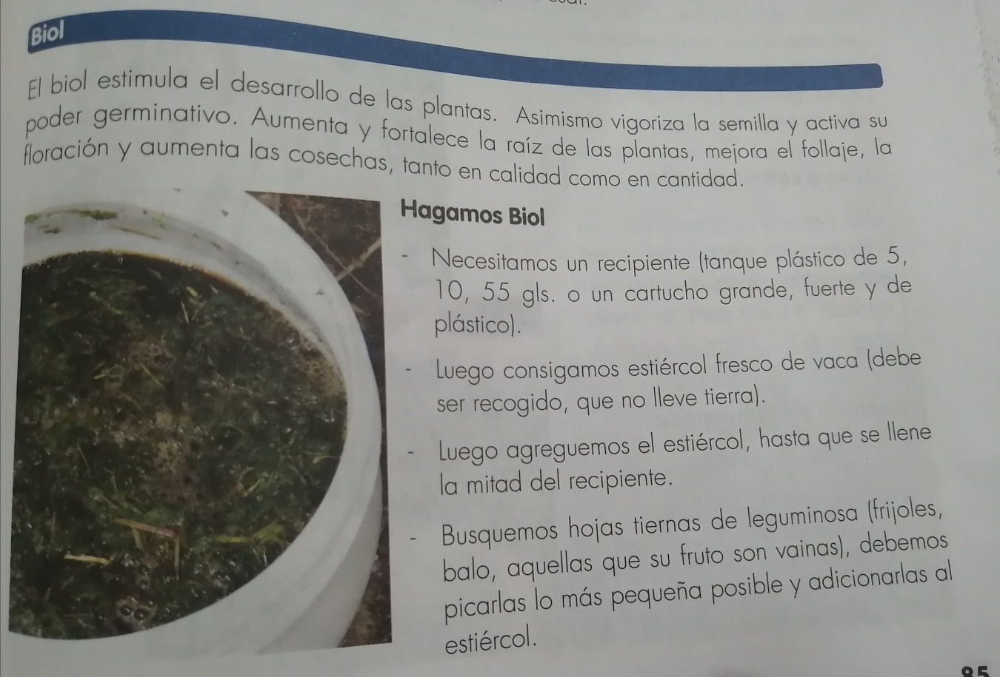 Biol
El biol estimula el desarrollo de las plantas. Asimismo vigoriza la semilla y activa su
poder germinativo. Aumenta y fortalece la raíz de las plantas, mejora el follaje, la
floración y aumenta las cosechas, tanto en calidad como en cantidad.
Hagamos Biol
- Necesitamos un recipiente (tanque plástico de 5,
10, 55 gls. o un cartucho grande, fuerte y de
plástico).
- Luego consigamos estiércol fresco de vaca (debe
ser recogido, que no lleve tierra).
- Luego agreguemos el estiércol, hasta que se llene
la mitad del recipiente.
- Busquemos hojas tiernas de leguminosa (frijoles,
balo, aquellas que su fruto son vainas), debemos
picarlas lo más pequeña posible y adicionarlas al
estiércol.